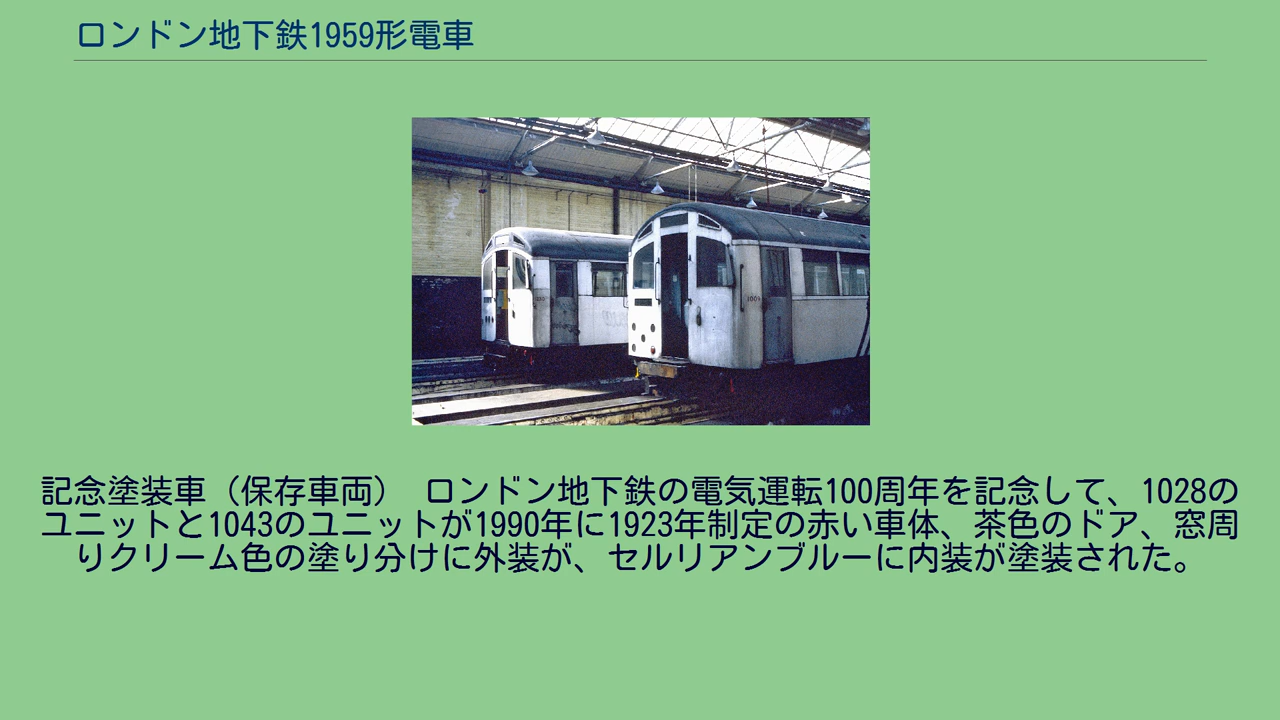 ロンドン地下鉄1959形電車
記念塗装車（保存車両） ロンドン地下鉄の電気運転100周年を記念して、1028の
ユニットと1043のユニットが1990年に1923年制定の赤い車体、茶色のドア、窓周
りクリーム色の塗り分けに外装が、セルリアンブルーに内装が塗装された。